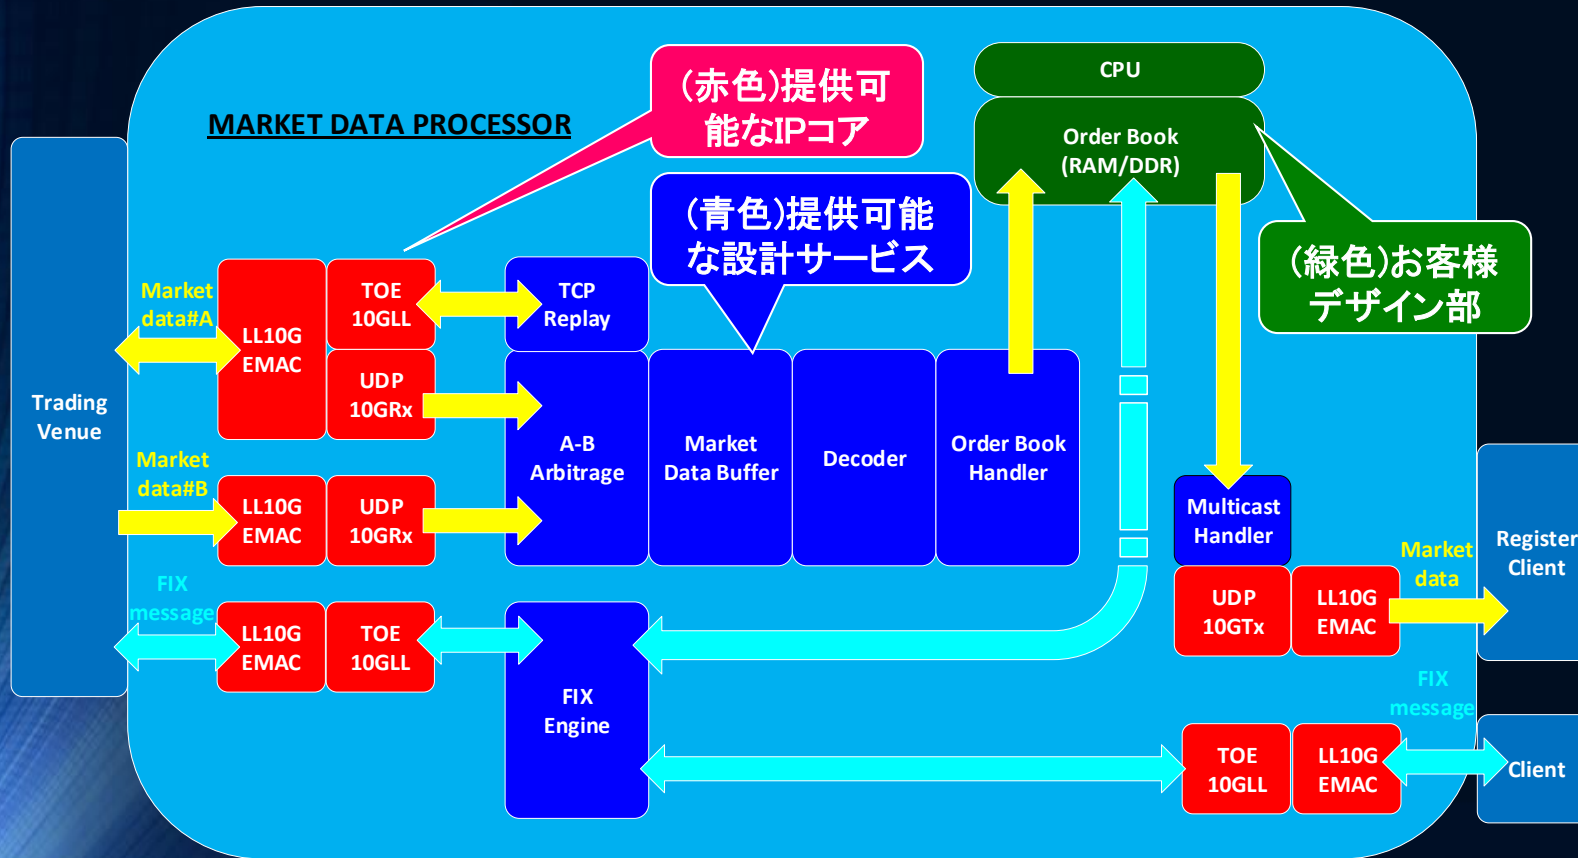 MARKET DATA PROCESSOR
(赤色)提供可
能なIPコア
CPU
Order Book
(RAM/DDR)
(青色)提供可能
な設計サービス
(緑色)お客様
デザイン部
Trading
Venue
Market
data#A
LL10G
EMAC
TOE
10GLL
UDP
10GRx
TCP
Replay
A-B
Arbitrage
Market
Data Buffer
Decoder
Order Book
Handler
Market
data#B
LL10G
EMAC
UDP
10GRx
Multicast
Handler
UDP
10GTx
LL10G
EMAC
Market
data
Register
Client
FIX
message
LL10G
EMAC
TOE
10GLL
FIX
Engine
TOE
10GLL
LL10G
EMAC
FIX
message
Client